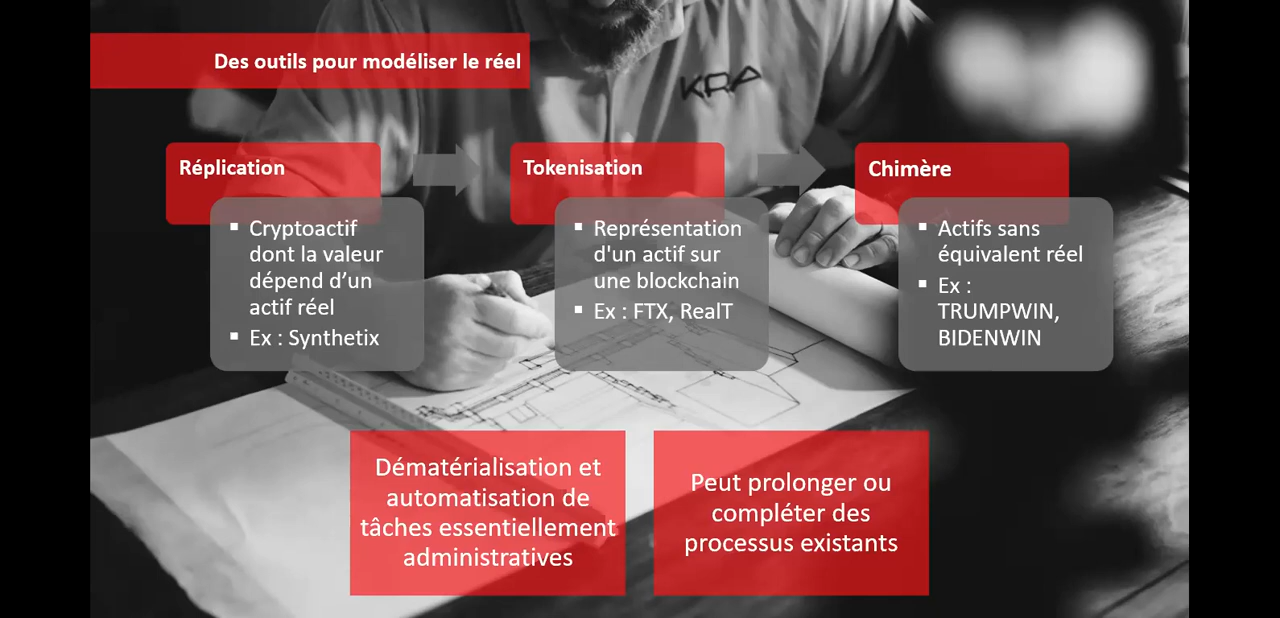 Des outils pour modéliser le réel
KRA
Réplication
▪ Cryptoactif
dont la valeur
dépend d’un
actif réel
▪ Ex : Synthetix
Tokenisation
▪ Représentation
d'un actif sur
une blockchain
▪ Ex : FTX, RealT
Chimère
▪ Actifs sans
équivalent réel
▪ Ex :
TRUMPWIN,
BIDENWIN
Dématérialisation et
automatisation de
tâches essentiellement
administratives
Peut prolonger ou
compléter des
processus existants